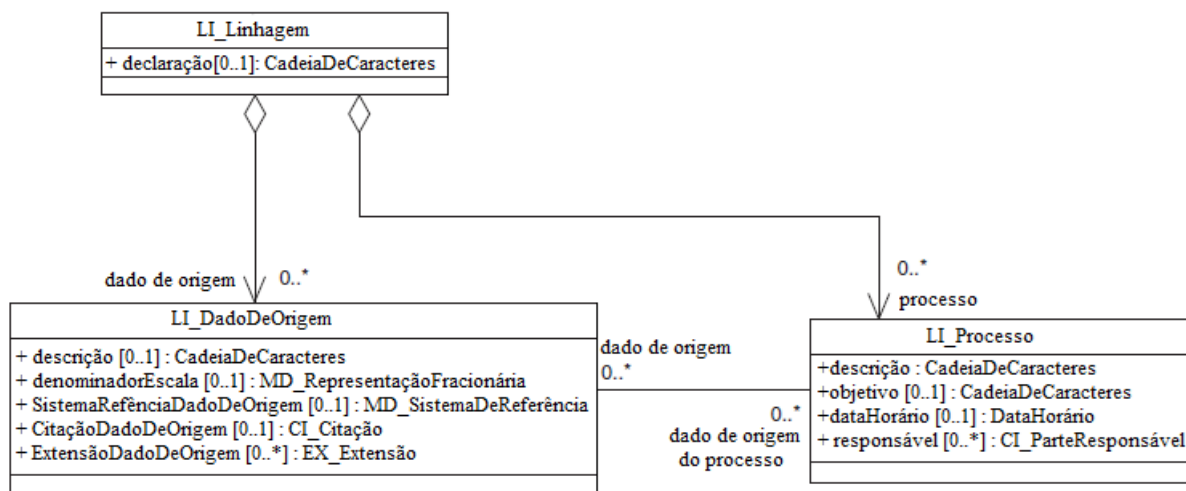 LI_Linhagem
+ declaração[0..1]: CadeiaDeCaracteres
dado de origem 0..*
0..*
processo
LI_DadoDeOrigem
+ descrição [0..1] : CadeiaDeCaracteres
+ denominadorEscala [0..1] : MD_RepresentaçãoFracionária
+ SistemaRefênciaDadoDeOrigem [0..1] : MD_SistemaDeReferência
+ CitaçãoDadoDeOrigem [0..1] : CI_Citação
+ ExtensãoDadoDeOrigem [0..*] : EX_Extensão
dado de origem
0..*
0..*
dado de origem
do processo
LI_Processo
+descrição : CadeiaDeCaracteres
+objetivo [0..1] : CadeiaDeCaracteres
+dataHorário [0..1] : DataHorário
+ responsável [0..*] : CI_ParteResponsável